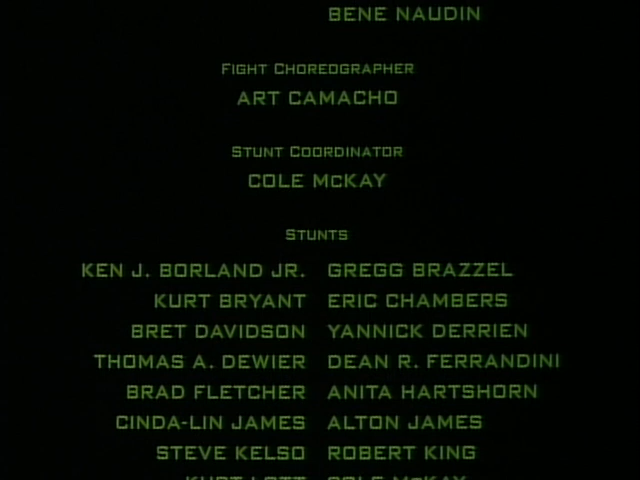 BENE NAUDIN
FIGHT CHOREOGRAPHER
ART CAMACHO
STUNT COORDINATOR
COLE McKAY
STUNTS
KEN J. BORLAND JR. GREGG BRAZZEL
KURT BRYANT ERIC CHAMBERS
BRET DAVIDSON YANNICK DERRIEN
THOMAS A. DEWIER DEAN R. FERRANDINI
BRAD FLETCHER ANITA HARTSHORN
CINDA-LIN JAMES ALTON JAMES
STEVE KELSO ROBERT KING
COLE McKAY